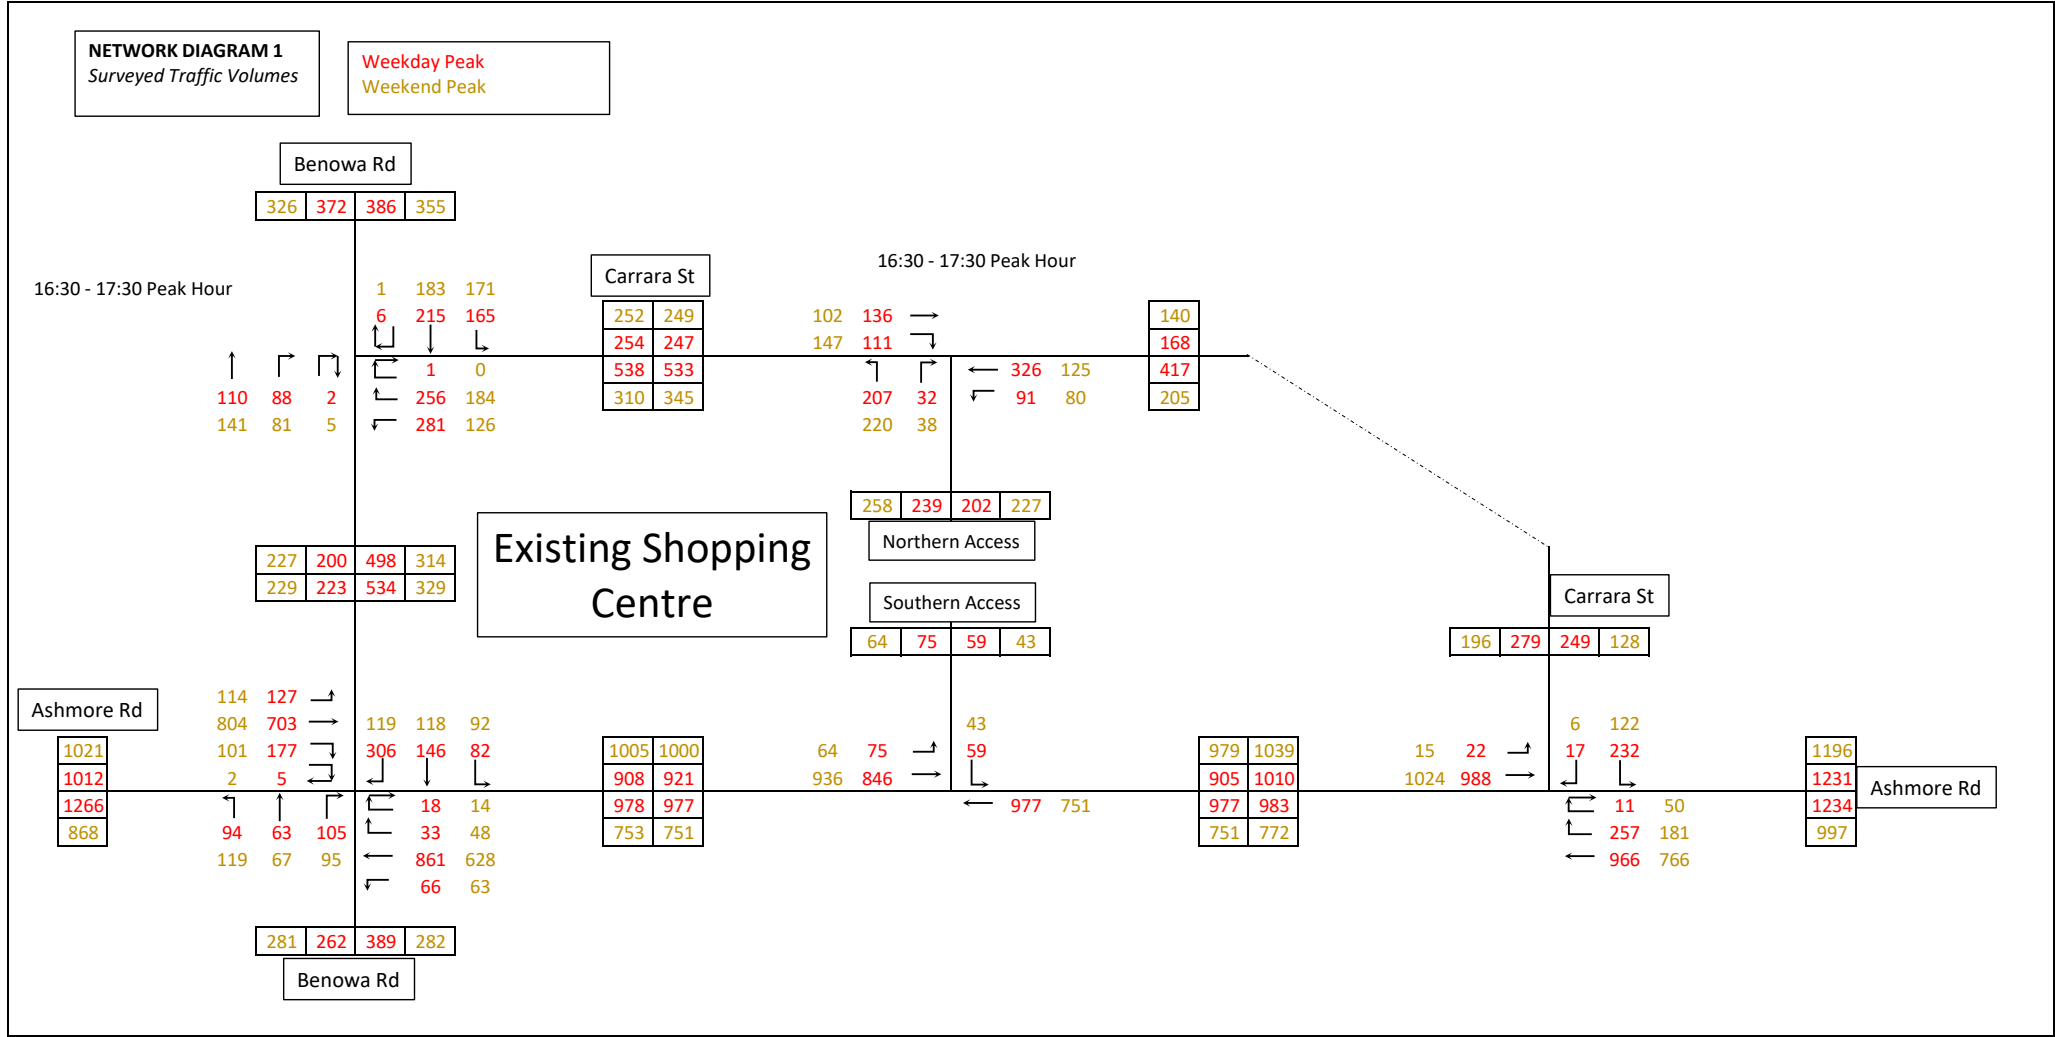 NETWORK DIAGRAM 1
Surveyed Traffic Volumes
Weekday Peak
Weekend Peak
Benowa Rd
326 372 386 355
16:30 - 17:30 Peak Hour
16:30 - 17:30 Peak Hour
Carrara St
1 183 171
6 215 165
252 249
254 247
538 533
310 345
102 136
147 111
140
168
417
205
1 0
256 184
281 126
110 88 2
141 81 5
326 125
91 80
207 32
220 38
258 239 202 227
Northern Access
Existing Shopping
Centre
227 200 498 314
229 223 534 329
Southern Access
64 75 59 43
Carrara St
196 279 249 128
Ashmore Rd
1021
1012
1266
868
114 127
804 703
101 177
2 5
119 118 92
306 146 82
18 14
33 48
861 628
66 63
94 63 105
119 67 95
1005 1000
908 921
978 977
753 751
64 75
936 846
43
59
977 751
979 1039
905 1010
977 983
751 772
15 22
1024 988
6 122
17 232
11 50
257 181
966 766
1196
1231
1234
997
Ashmore Rd
281 262 389 282
Benowa Rd